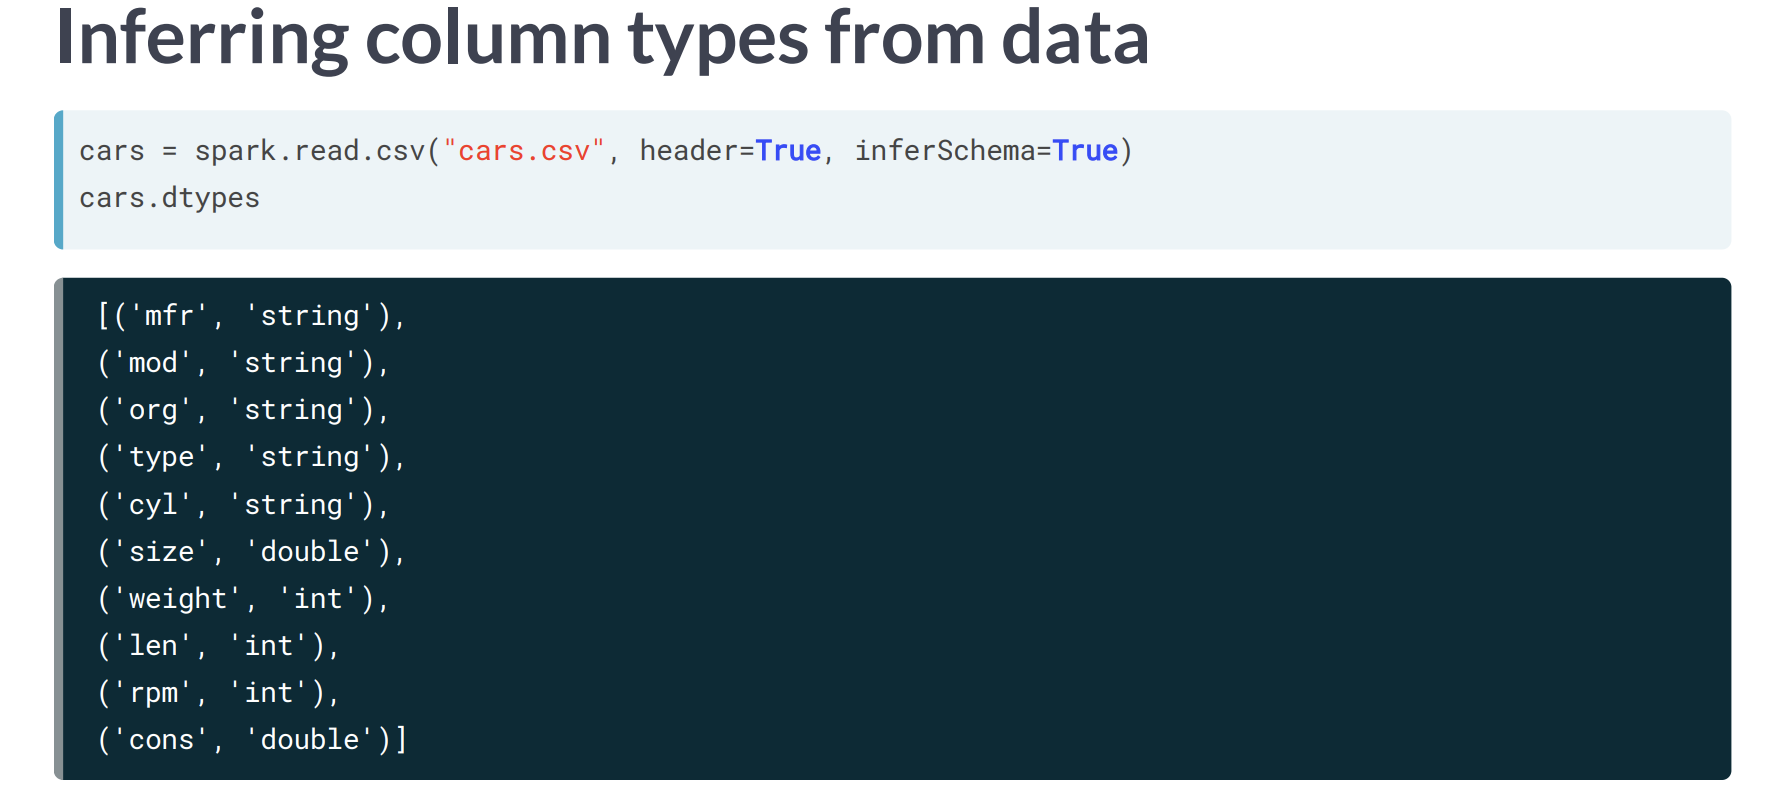 Inferring column types from data
cars = spark.read.csv("cars.csv", header=True, inferSchema=True)
cars.dtypes
[('mfr', 'string'),
('mod', 'string'),
('org', 'string'),
('type', 'string'),
('cyl', 'string'),
('size', 'double'),
('weight', 'int'),
('len', 'int'),
('rpm', 'int'),
('cons', 'double')]